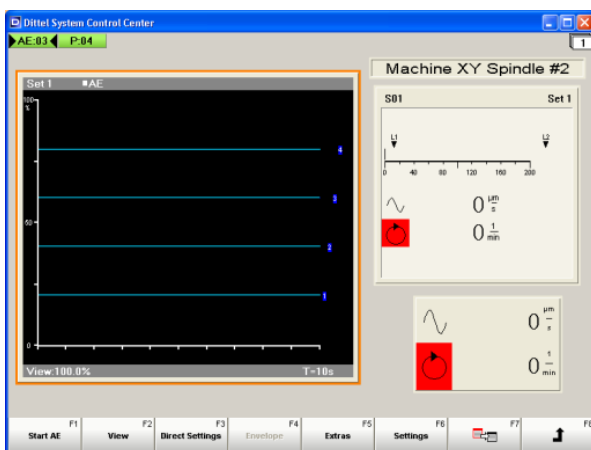 Dittel System Control Center
AE:03 P:04
1
Machine XY Spindle #2
Set 1 ■AE
100
%
4
3
50
2
1
0
View:100.0% T=10s
S01 Set 1
L1 L2
0 40 80 120 160 200
0 µm/s
0 1/min
0 µm/s
0 1/min
F1 F2 F3 F4 F5 F6 F7 F8
Start AE View Direct Settings Envelope Extras Settings